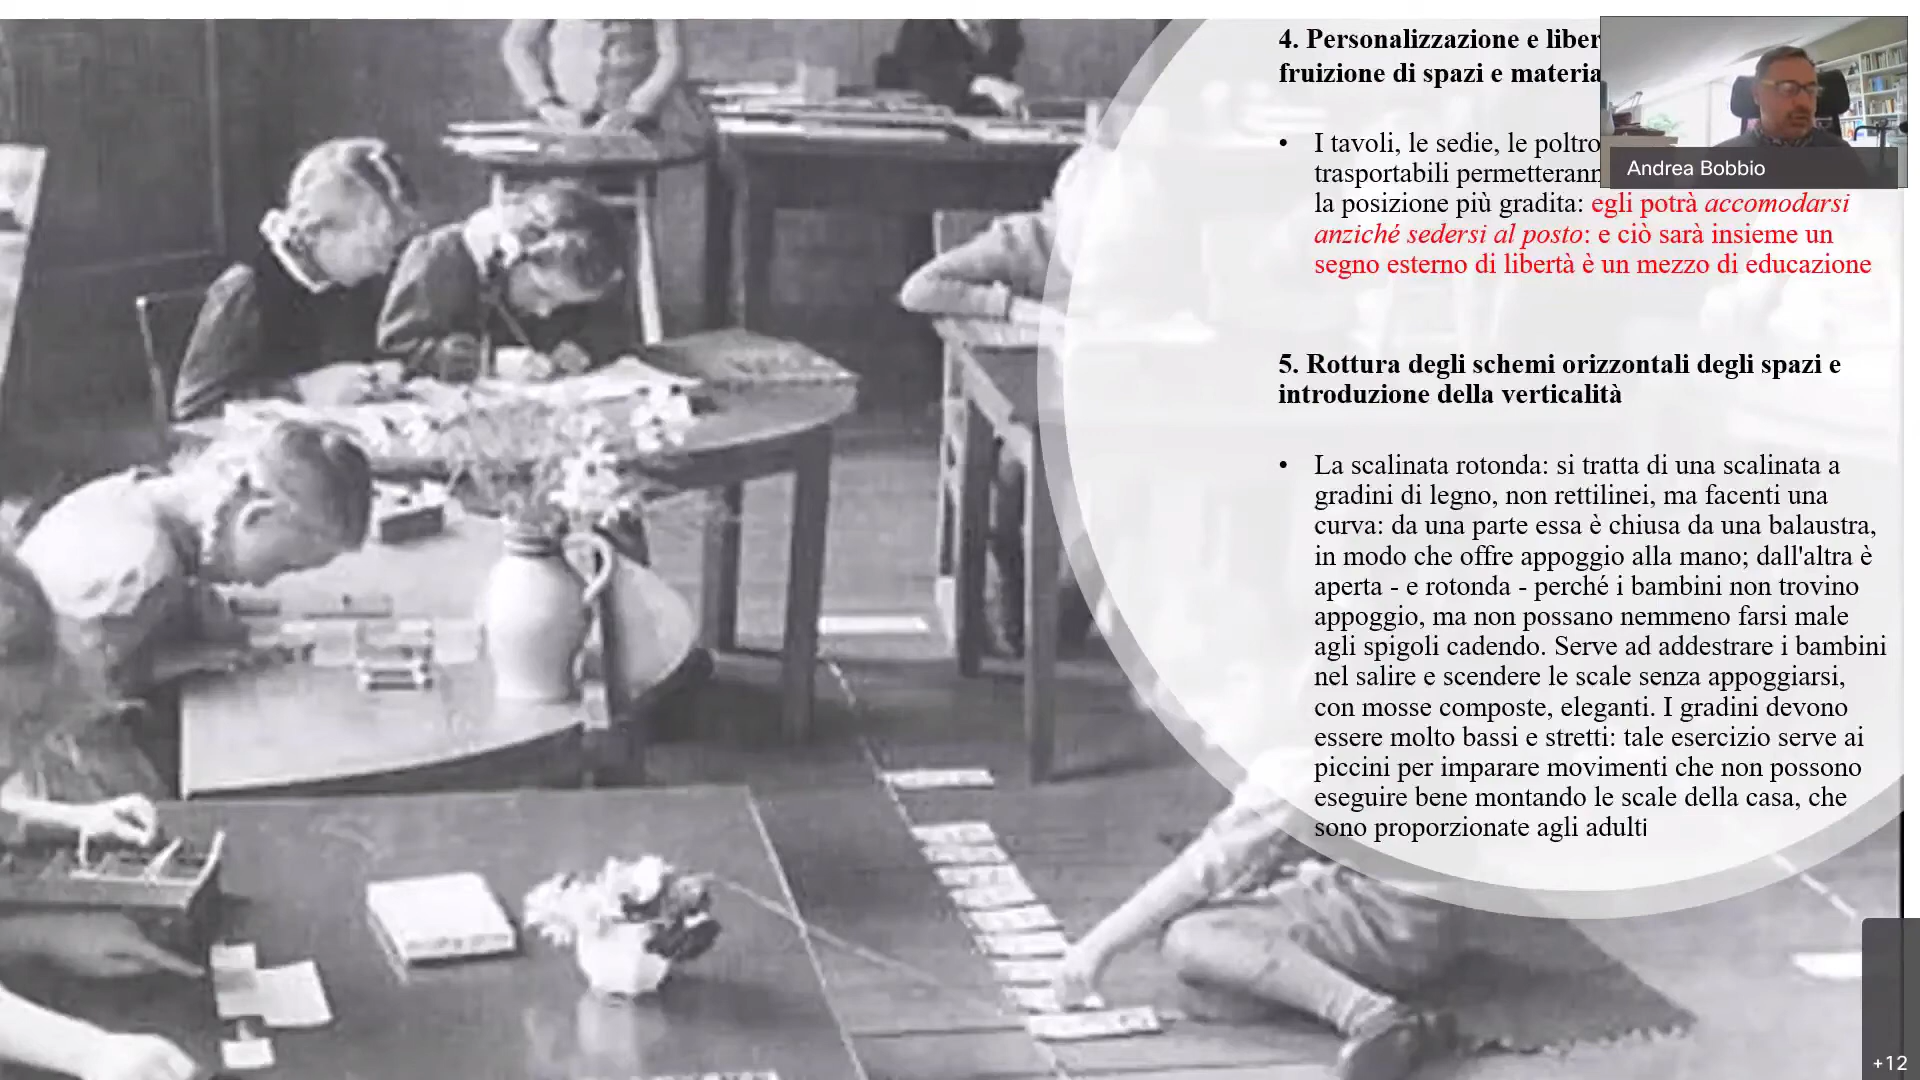 4. Personalizzazione e liber
fruizione di spazi e materia
• I tavoli, le sedie, le poltro
trasportabili permetterann
la posizione più gradita: egli potrà accomodarsi
anziché sedersi al posto: e ciò sarà insieme un
segno esterno di libertà è un mezzo di educazione
5. Rottura degli schemi orizzontali degli spazi e
introduzione della verticalità
• La scalinata rotonda: si tratta di una scalinata a
gradini di legno, non rettilinei, ma facenti una
curva: da una parte essa è chiusa da una balaustra,
in modo che offre appoggio alla mano; dall'altra è
aperta - e rotonda - perché i bambini non trovino
appoggio, ma non possano nemmeno farsi male
agli spigoli cadendo. Serve ad addestrare i bambini
nel salire e scendere le scale senza appoggiarsi,
con mosse composte, eleganti. I gradini devono
essere molto bassi e stretti: tale esercizio serve ai
piccini per imparare movimenti che non possono
eseguire bene montando le scale della casa, che
sono proporzionate agli adulti
Andrea Bobbio
+12